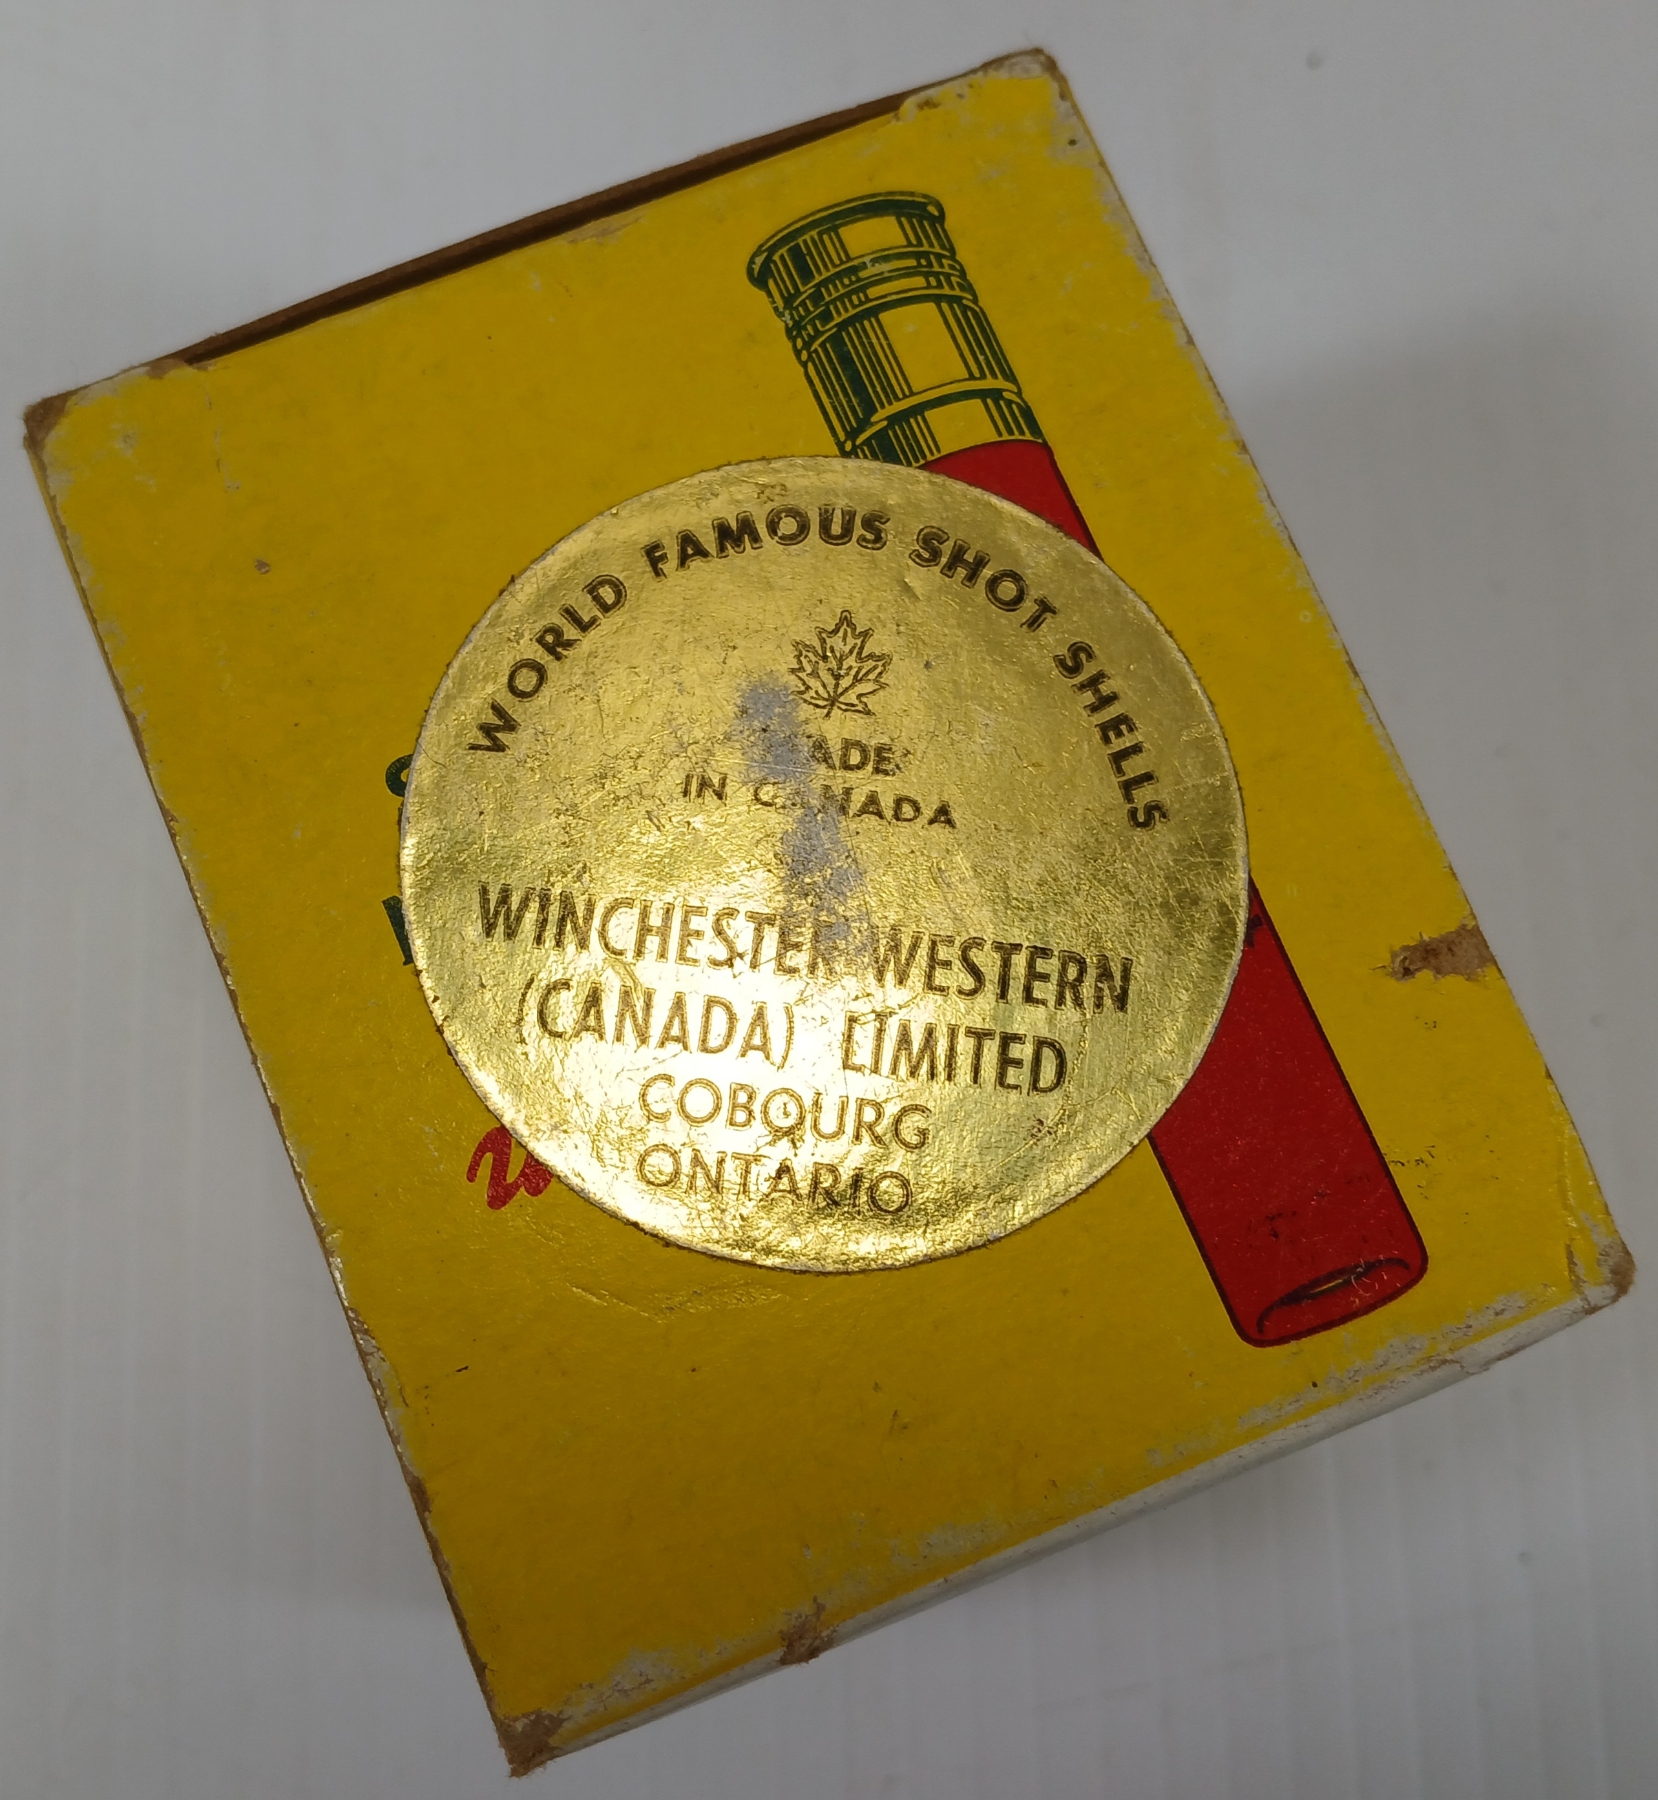 WORLD FAMOUS SHOT SHELLS
MADE
IN CANADA
WINCHESTER-WESTERN
(CANADA) LIMITED
COBOURG
ONTARIO